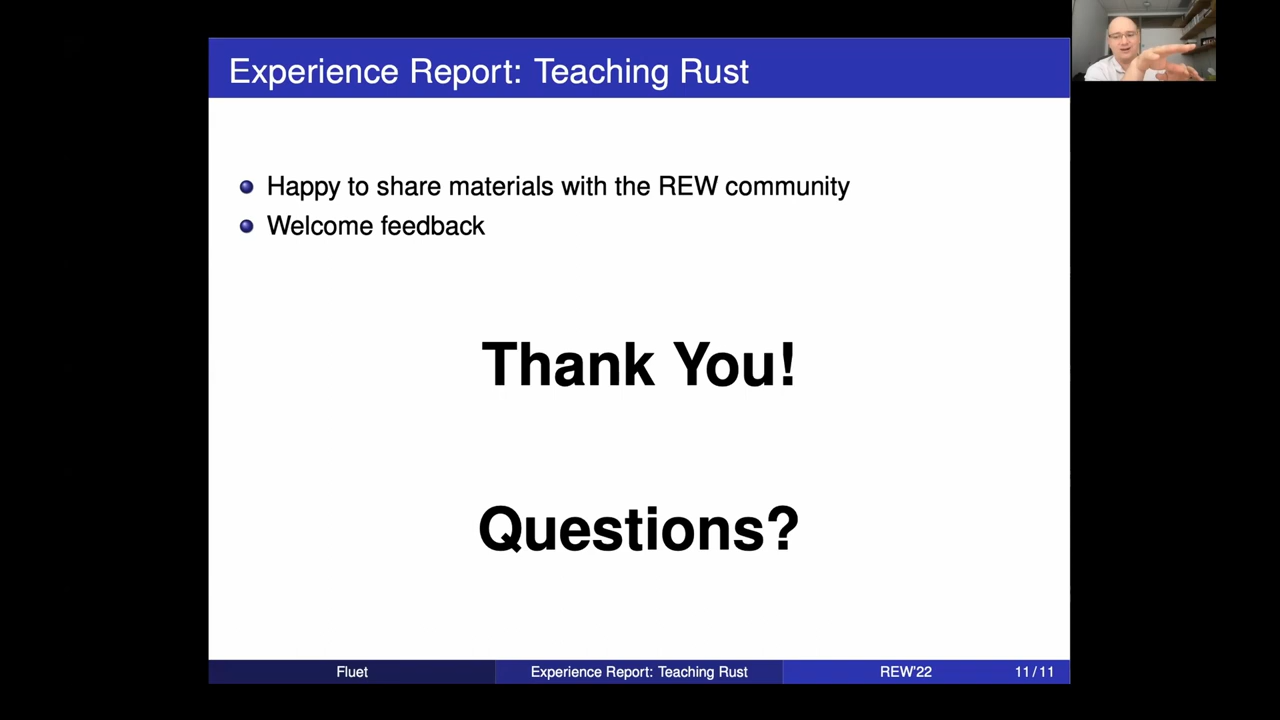 Experience Report: Teaching Rust
Happy to share materials with the REW community
Welcome feedback
Thank You!
Questions?
Fluet
Experience Report: Teaching Rust
REW'22
11/11